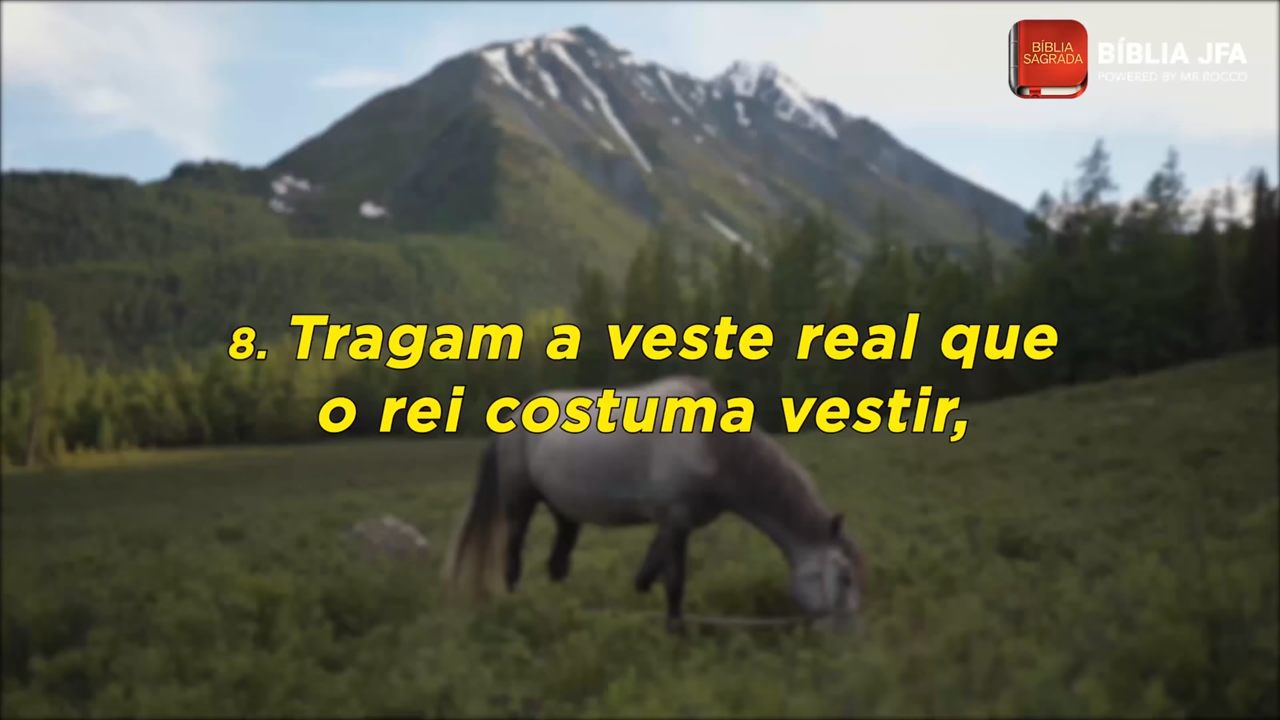 BÍBLIA
SAGRADA
BÍBLIA JFA
POWERED BY MR ROCCO
8. Tragam a veste real que
o rei costuma vestir,